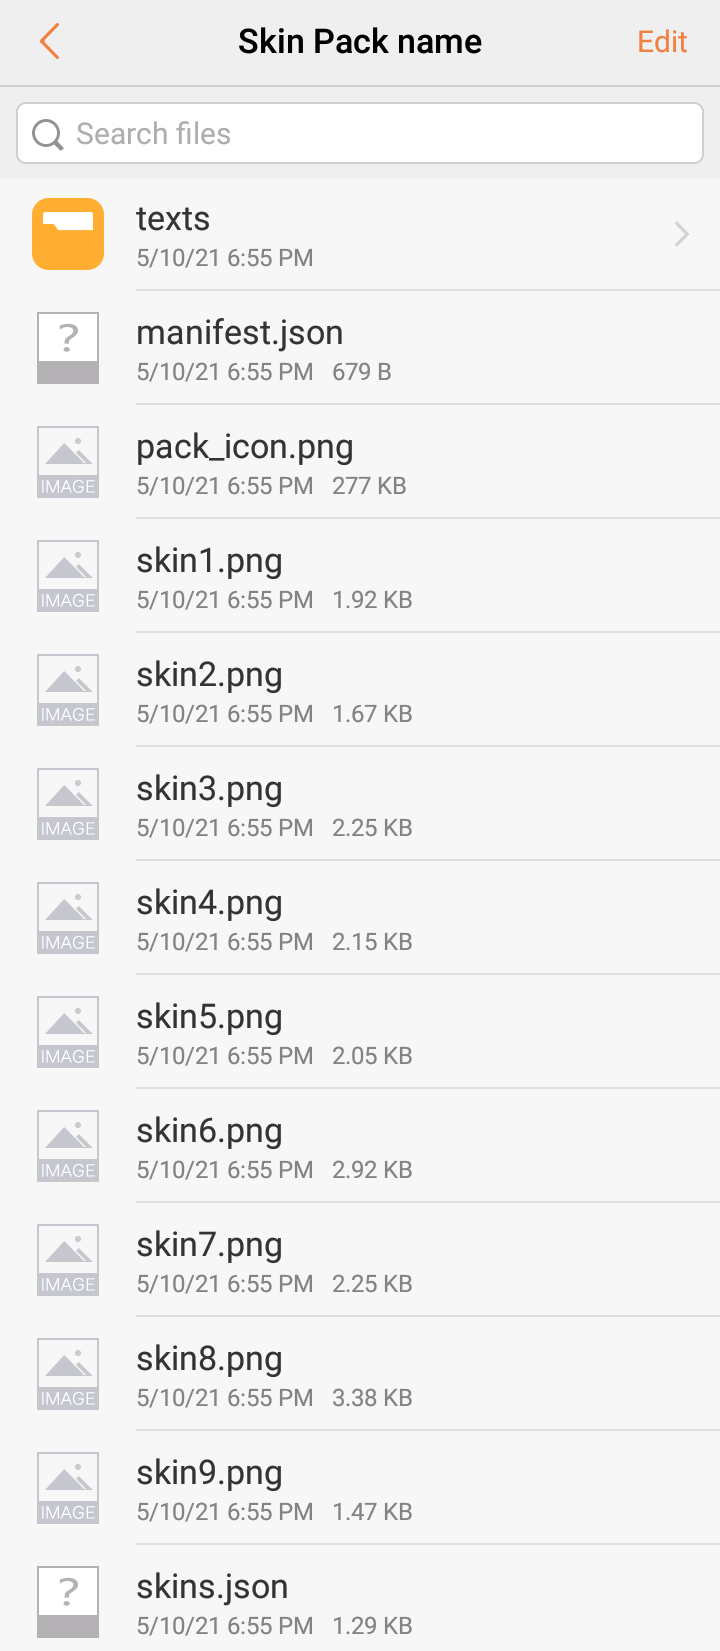 Skin Pack name
Edit
Search files
texts
5/10/21 6:55 PM
manifest.json
5/10/21 6:55 PM 679 B
pack_icon.png
5/10/21 6:55 PM 277 KB
IMAGE
skin1.png
5/10/21 6:55 PM 1.92 KB
IMAGE
skin2.png
5/10/21 6:55 PM 1.67 KB
IMAGE
skin3.png
5/10/21 6:55 PM 2.25 KB
IMAGE
skin4.png
5/10/21 6:55 PM 2.15 KB
IMAGE
skin5.png
5/10/21 6:55 PM 2.05 KB
IMAGE
skin6.png
5/10/21 6:55 PM 2.92 KB
IMAGE
skin7.png
5/10/21 6:55 PM 2.25 KB
IMAGE
skin8.png
5/10/21 6:55 PM 3.38 KB
IMAGE
skin9.png
5/10/21 6:55 PM 1.47 KB
IMAGE
skins.json
5/10/21 6:55 PM 1.29 KB